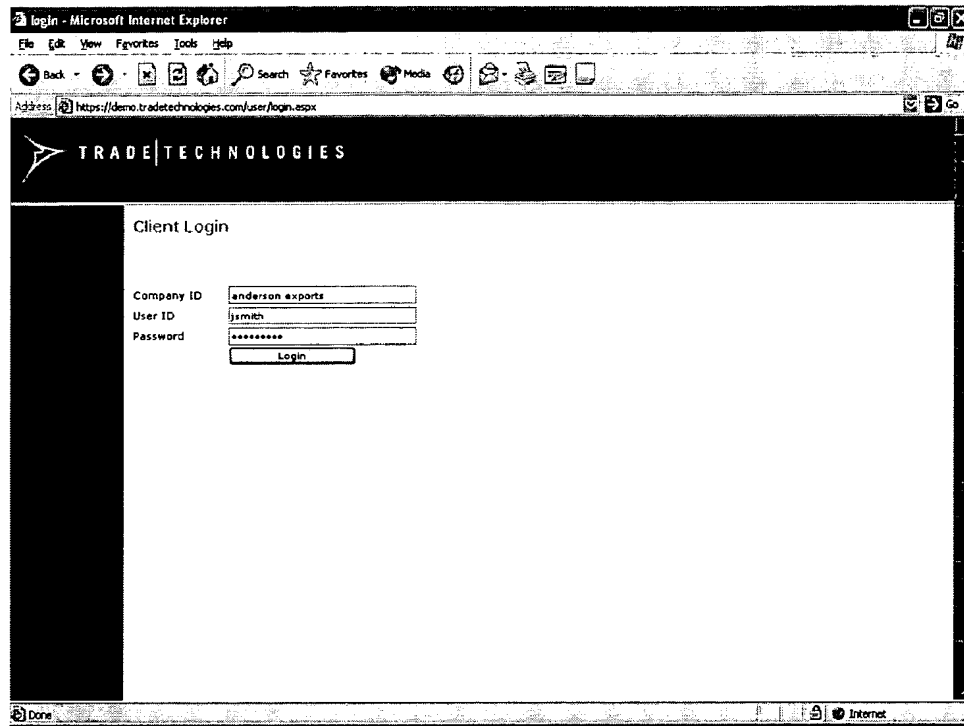 login - Microsoft Internet Explorer
File Edit View Favorites Tools Help
Back Search Favorites Media
Address https://demo.tradetechnologies.com/user/login.aspx Go
TRADE|TECHNOLOGIES
Client Login
Company ID anderson exports
User ID jsmith
Password •••••••••
Login
Done Internet